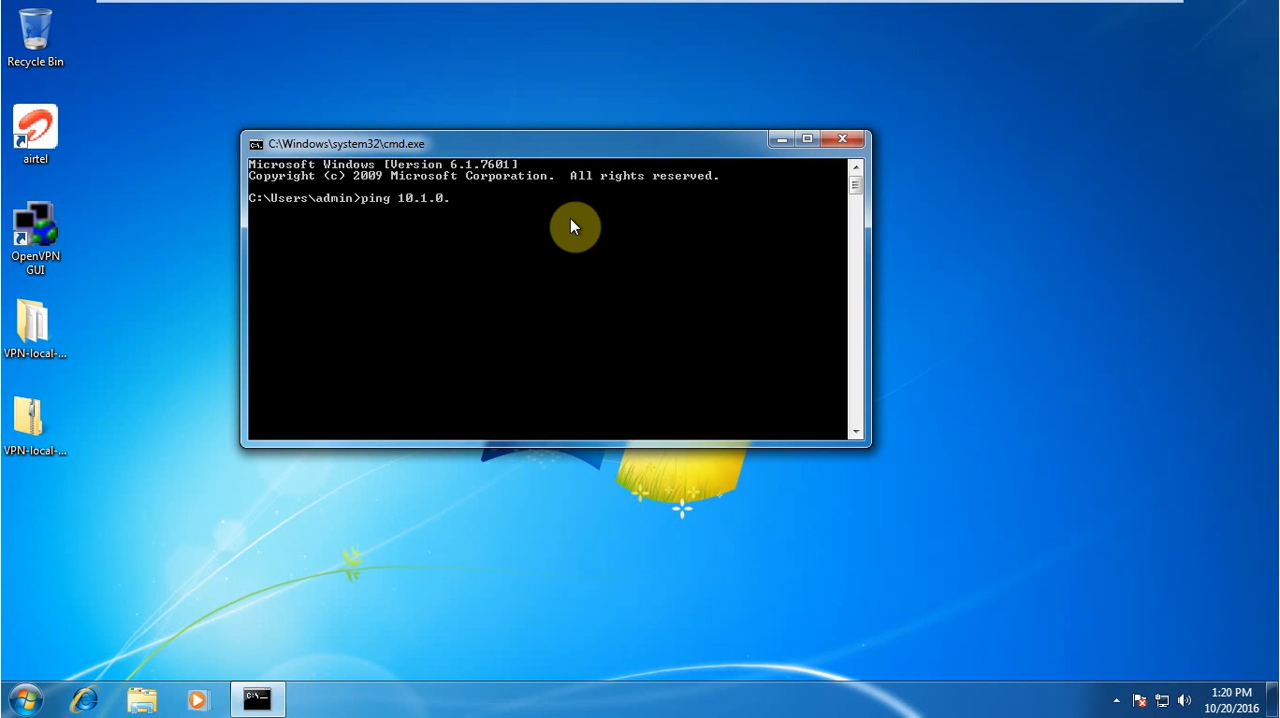 Recycle Bin
airtel
OpenVPN
GUI
VPN-local-...
VPN-local-...
C:\Windows\system32\cmd.exe
Microsoft Windows [Version 6.1.7601]
Copyright (c) 2009 Microsoft Corporation.  All rights reserved.
C:\Users\admin>ping 10.1.0.
1:20 PM
10/20/2016